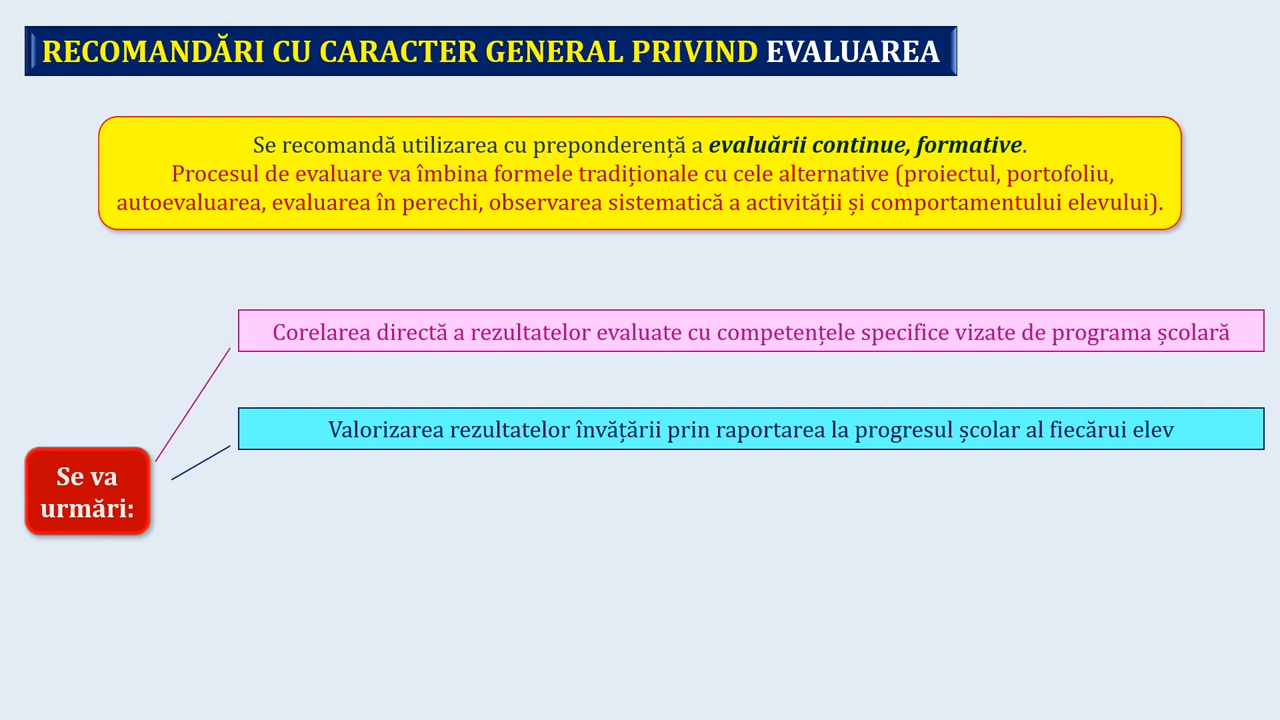 RECOMANDĂRI CU CARACTER GENERAL PRIVIND EVALUAREA
Se recomandă utilizarea cu preponderență a evaluării continue, formative.
Procesul de evaluare va îmbina formele tradiționale cu cele alternative (proiectul, portofoliu,
autoevaluarea, evaluarea în perechi, observarea sistematică a activității și comportamentului elevului).
Corelarea directă a rezultatelor evaluate cu competențele specifice vizate de programa școlară
Valorizarea rezultatelor învățării prin raportarea la progresul școlar al fiecărui elev
Se va
urmări: